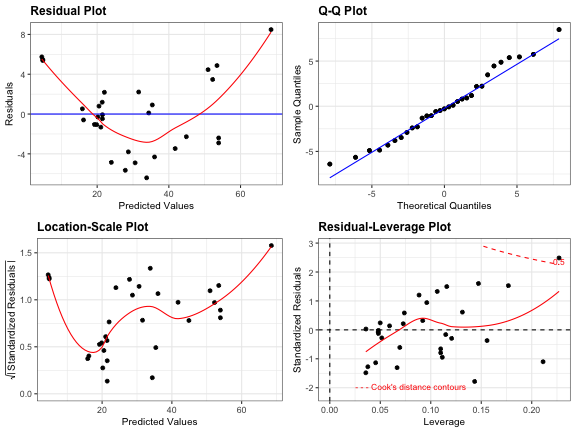 Residual Plot
8
4
0
-4
Residuals
20
40
60
Predicted Values
Q-Q Plot
5
0
-5
Sample Quantiles
-5
0
5
Theoretical Quantiles
Location-Scale Plot
1.5
1.0
0.5
0.0
√|Standardized Residuals|
20
40
60
Predicted Values
Residual-Leverage Plot
3
2
1
0
-1
-2
Standardized Residuals
0.5
Cook's distance contours
0.00
0.05
0.10
0.15
0.20
Leverage